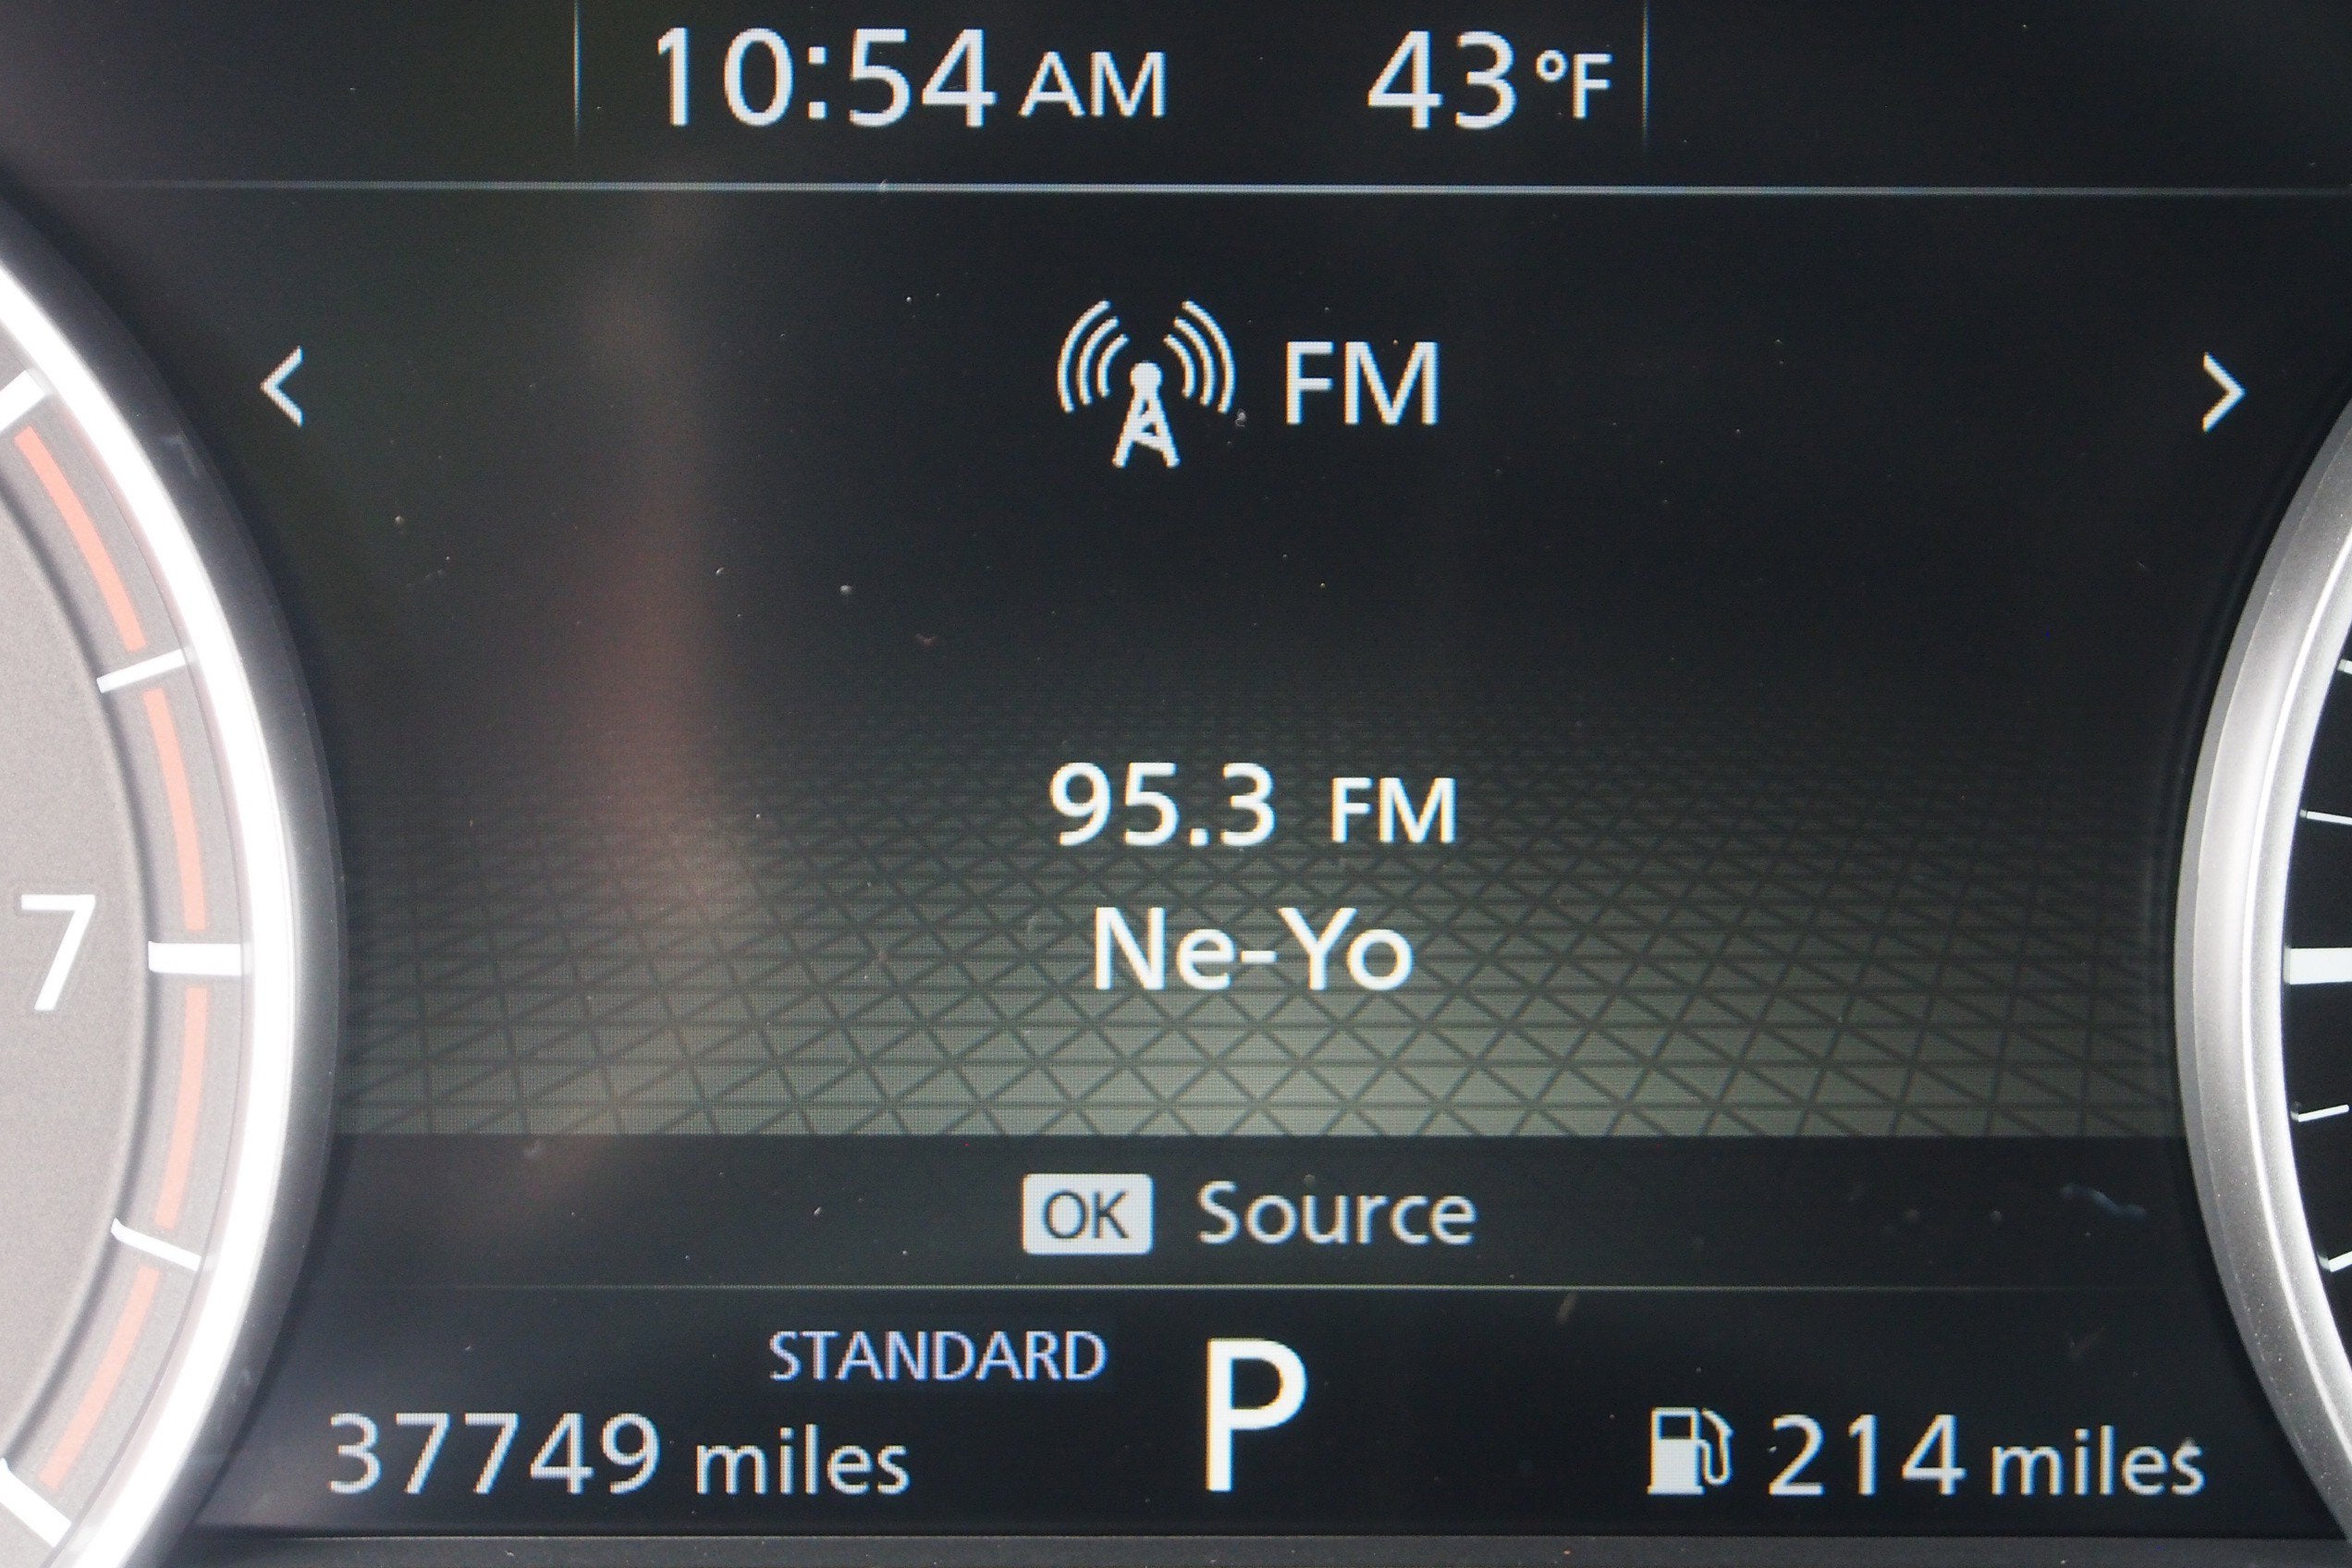 10:54 AM 43 °F
FM
95.3 FM
Ne-Yo
OK Source
STANDARD
P
37749 miles
214 miles
7